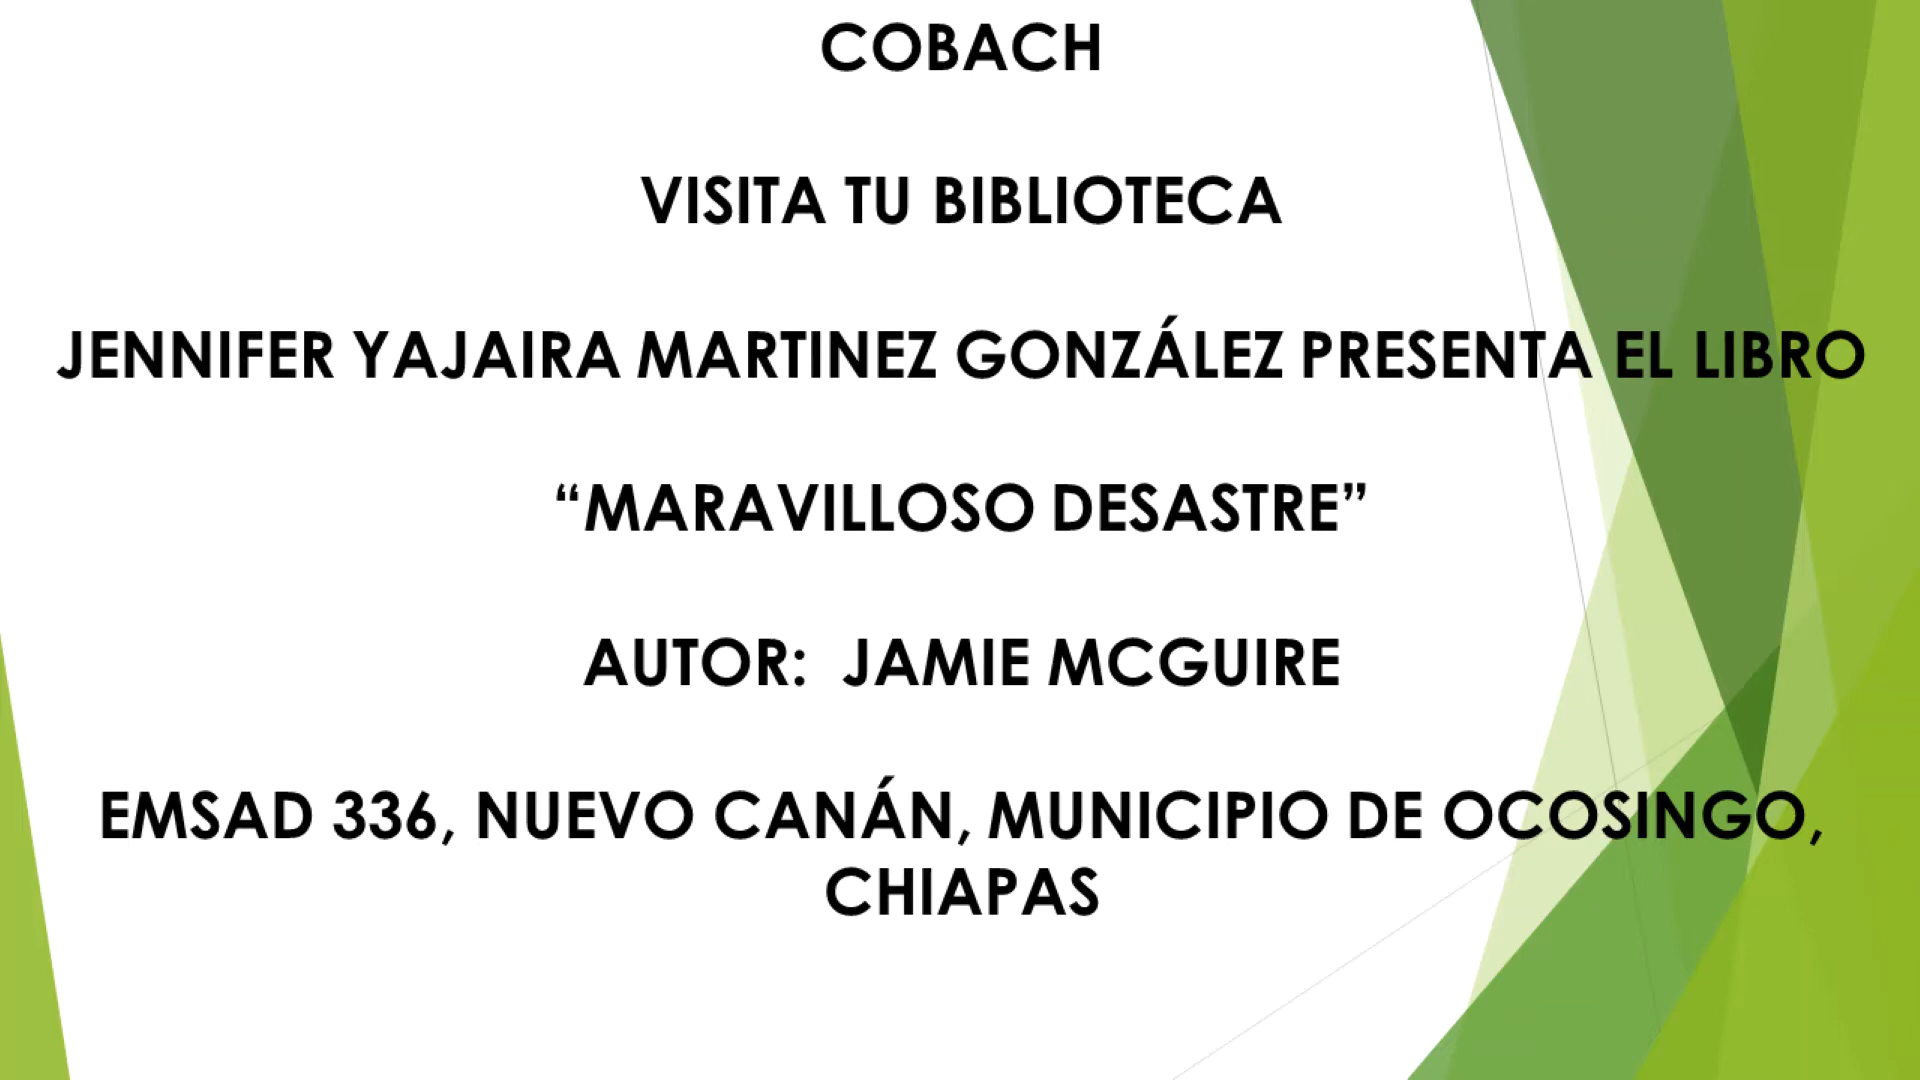 COBACH
VISITA TU BIBLIOTECA
JENNIFER YAJAIRA MARTINEZ GONZÁLEZ PRESENTA EL LIBRO
“MARAVILLOSO DESASTRE”
AUTOR:  JAMIE MCGUIRE
EMSAD 336, NUEVO CANÁN, MUNICIPIO DE OCOSINGO,
CHIAPAS